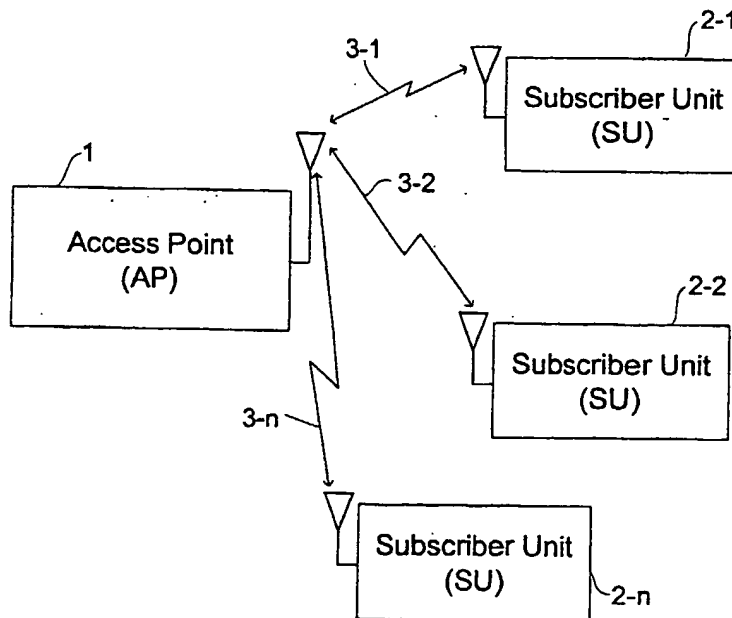 2-1
3-1
Subscriber Unit
(SU)
1
3-2
Access Point
(AP)
2-2
Subscriber Unit
(SU)
3-n
Subscriber Unit
(SU)
2-n